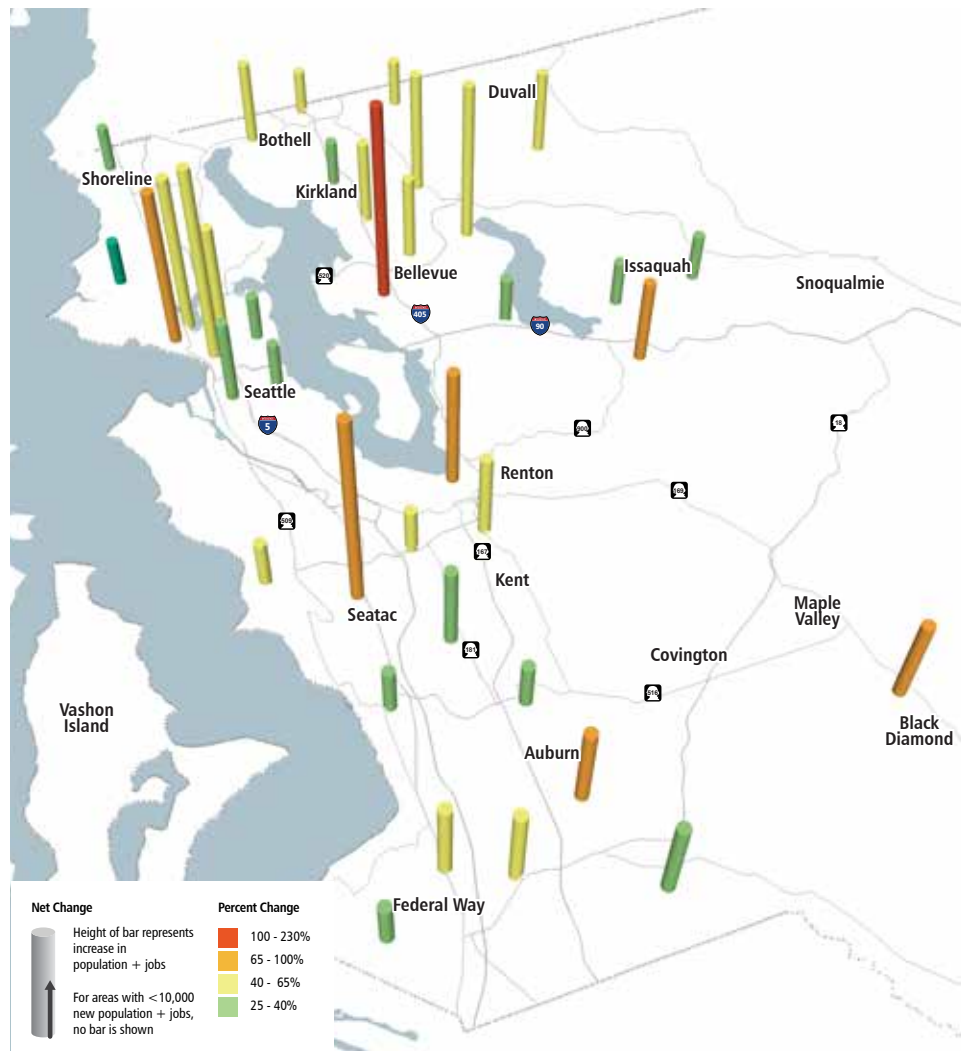 Duvall
Bothell
Shoreline
Kirkland
Bellevue
Issaquah
Snoqualmie
520
405
90
Seattle
5
900
18
Renton
169
509
167
Kent
Seatac
Maple
Valley
181
Covington
516
Vashon
Island
Black
Diamond
Auburn
Federal Way
Net Change
Height of bar represents
increase in
population + jobs
For areas with <10,000
new population + jobs,
no bar is shown
Percent Change
100 - 230%
65 - 100%
40 - 65%
25 - 40%